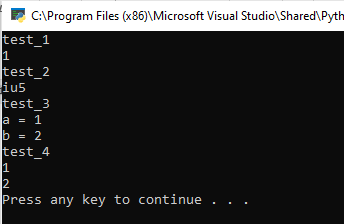 C:\Program Files (x86)\Microsoft Visual Studio\Shared\Pyth
test_1
1
test_2
iu5
test_3
a = 1
b = 2
test_4
1
2
Press any key to continue . . .